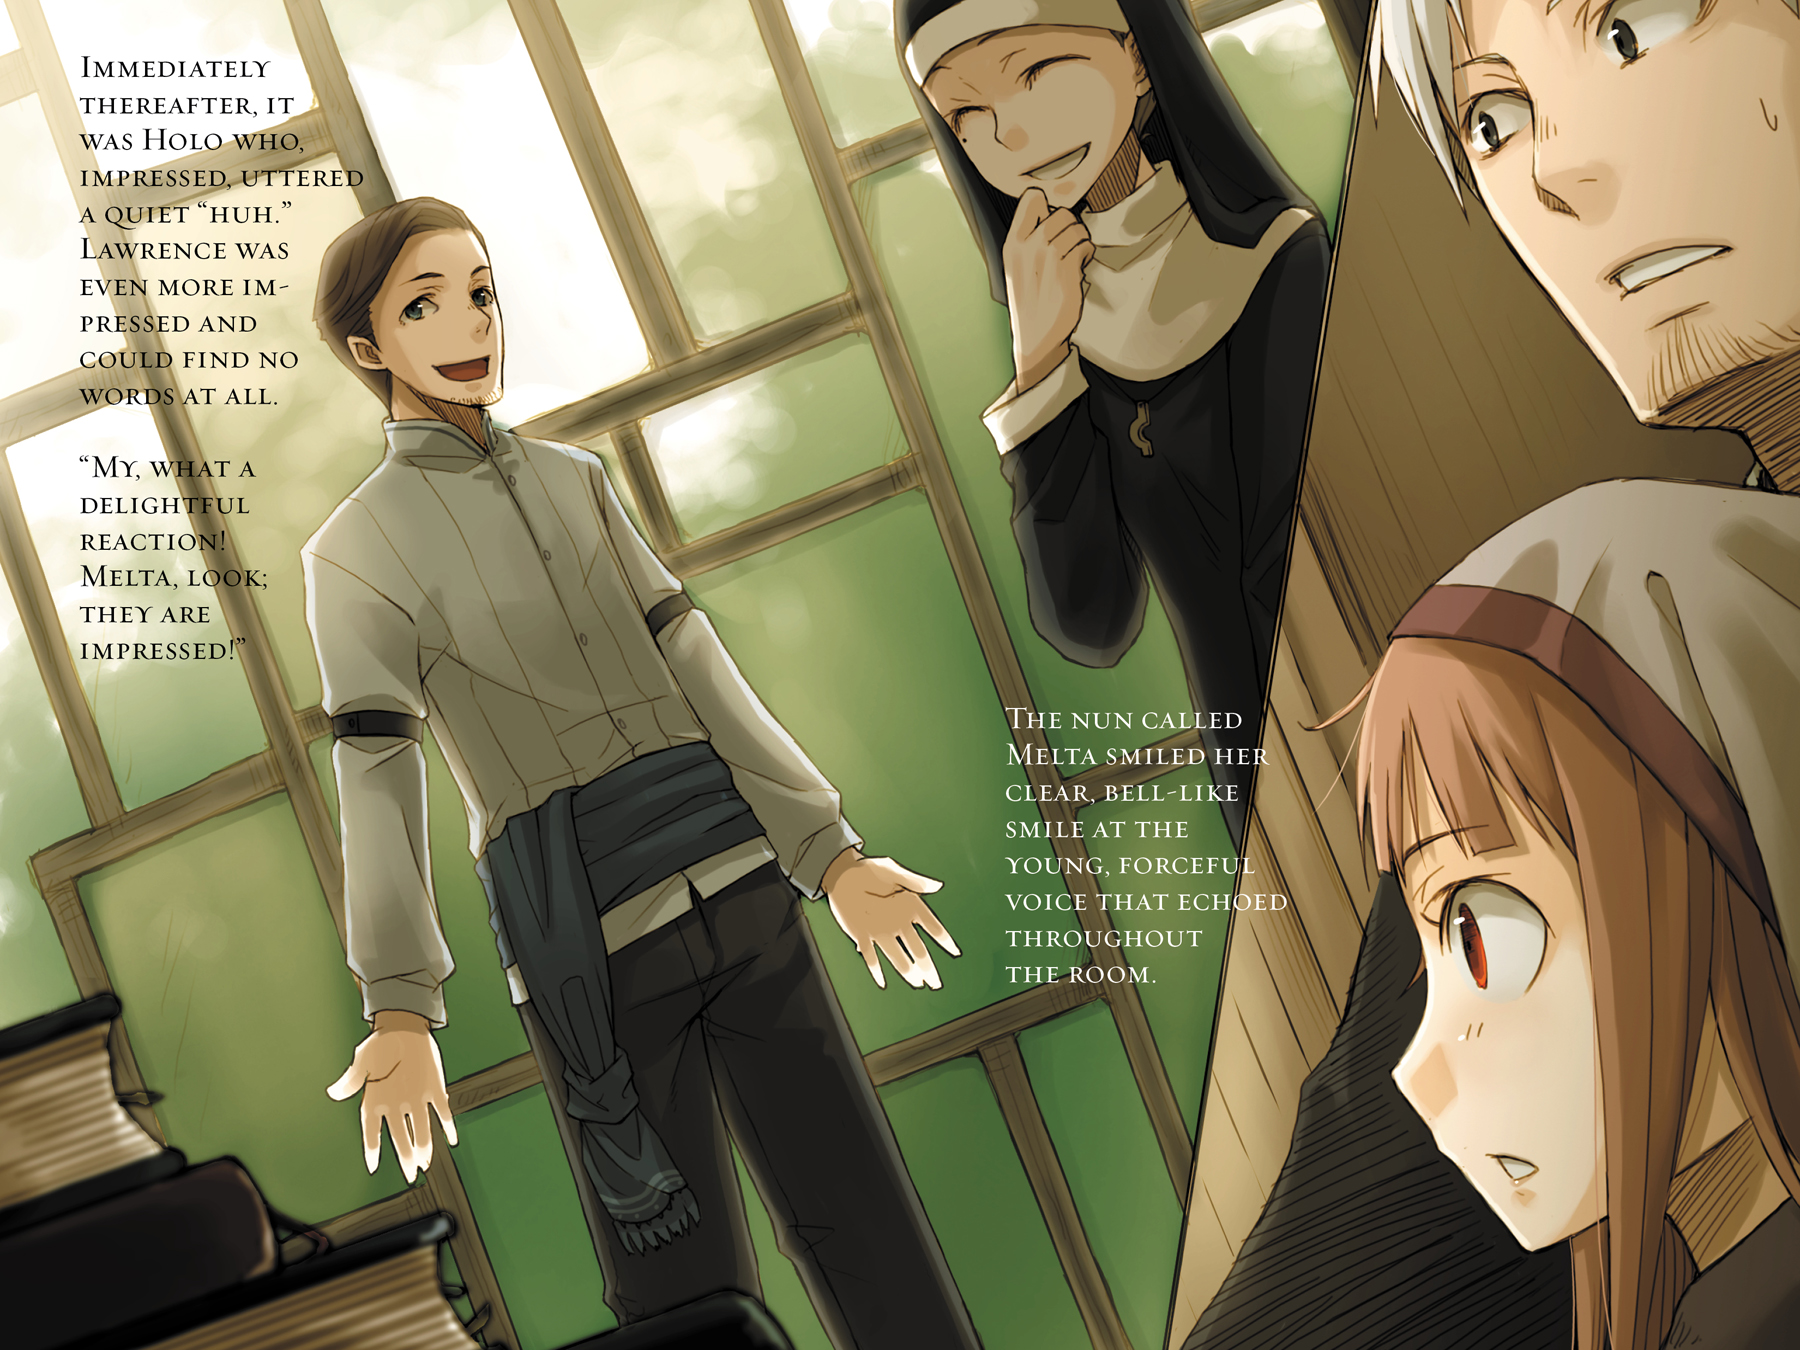 Immediately
thereafter, it
was Holo who,
impressed, uttered
a quiet “huh.”
Lawrence was
even more im-
pressed and
could find no
words at all.
“My, what a
delightful
reaction!
Melta, look;
they are
impressed!”
The nun called
Melta smiled her
clear, bell-like
smile at the
young, forceful
voice that echoed
throughout
the room.